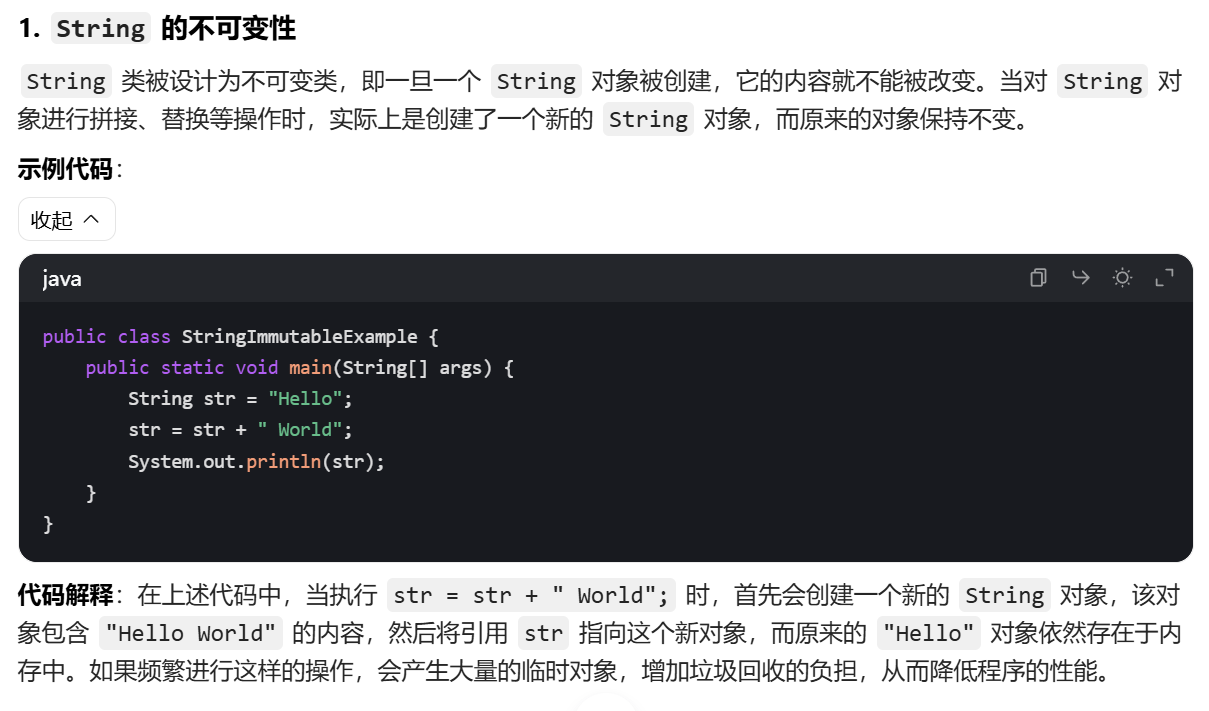 1. String 的不可变性
String 类被设计为不可变类，即一旦一个 String 对象被创建，它的内容就不能被改变。当对 String 对
象进行拼接、替换等操作时，实际上是创建了一个新的 String 对象，而原来的对象保持不变。
示例代码：
收起
java
public class StringImmutableExample {
    public static void main(String[] args) {
        String str = "Hello";
        str = str + " World";
        System.out.println(str);
    }
}
代码解释：在上述代码中，当执行 str = str + " World"; 时，首先会创建一个新的 String 对象，该对
象包含 "Hello World" 的内容，然后将引用 str 指向这个新对象，而原来的 "Hello" 对象依然存在于内
存中。如果频繁进行这样的操作，会产生大量的临时对象，增加垃圾回收的负担，从而降低程序的性能。